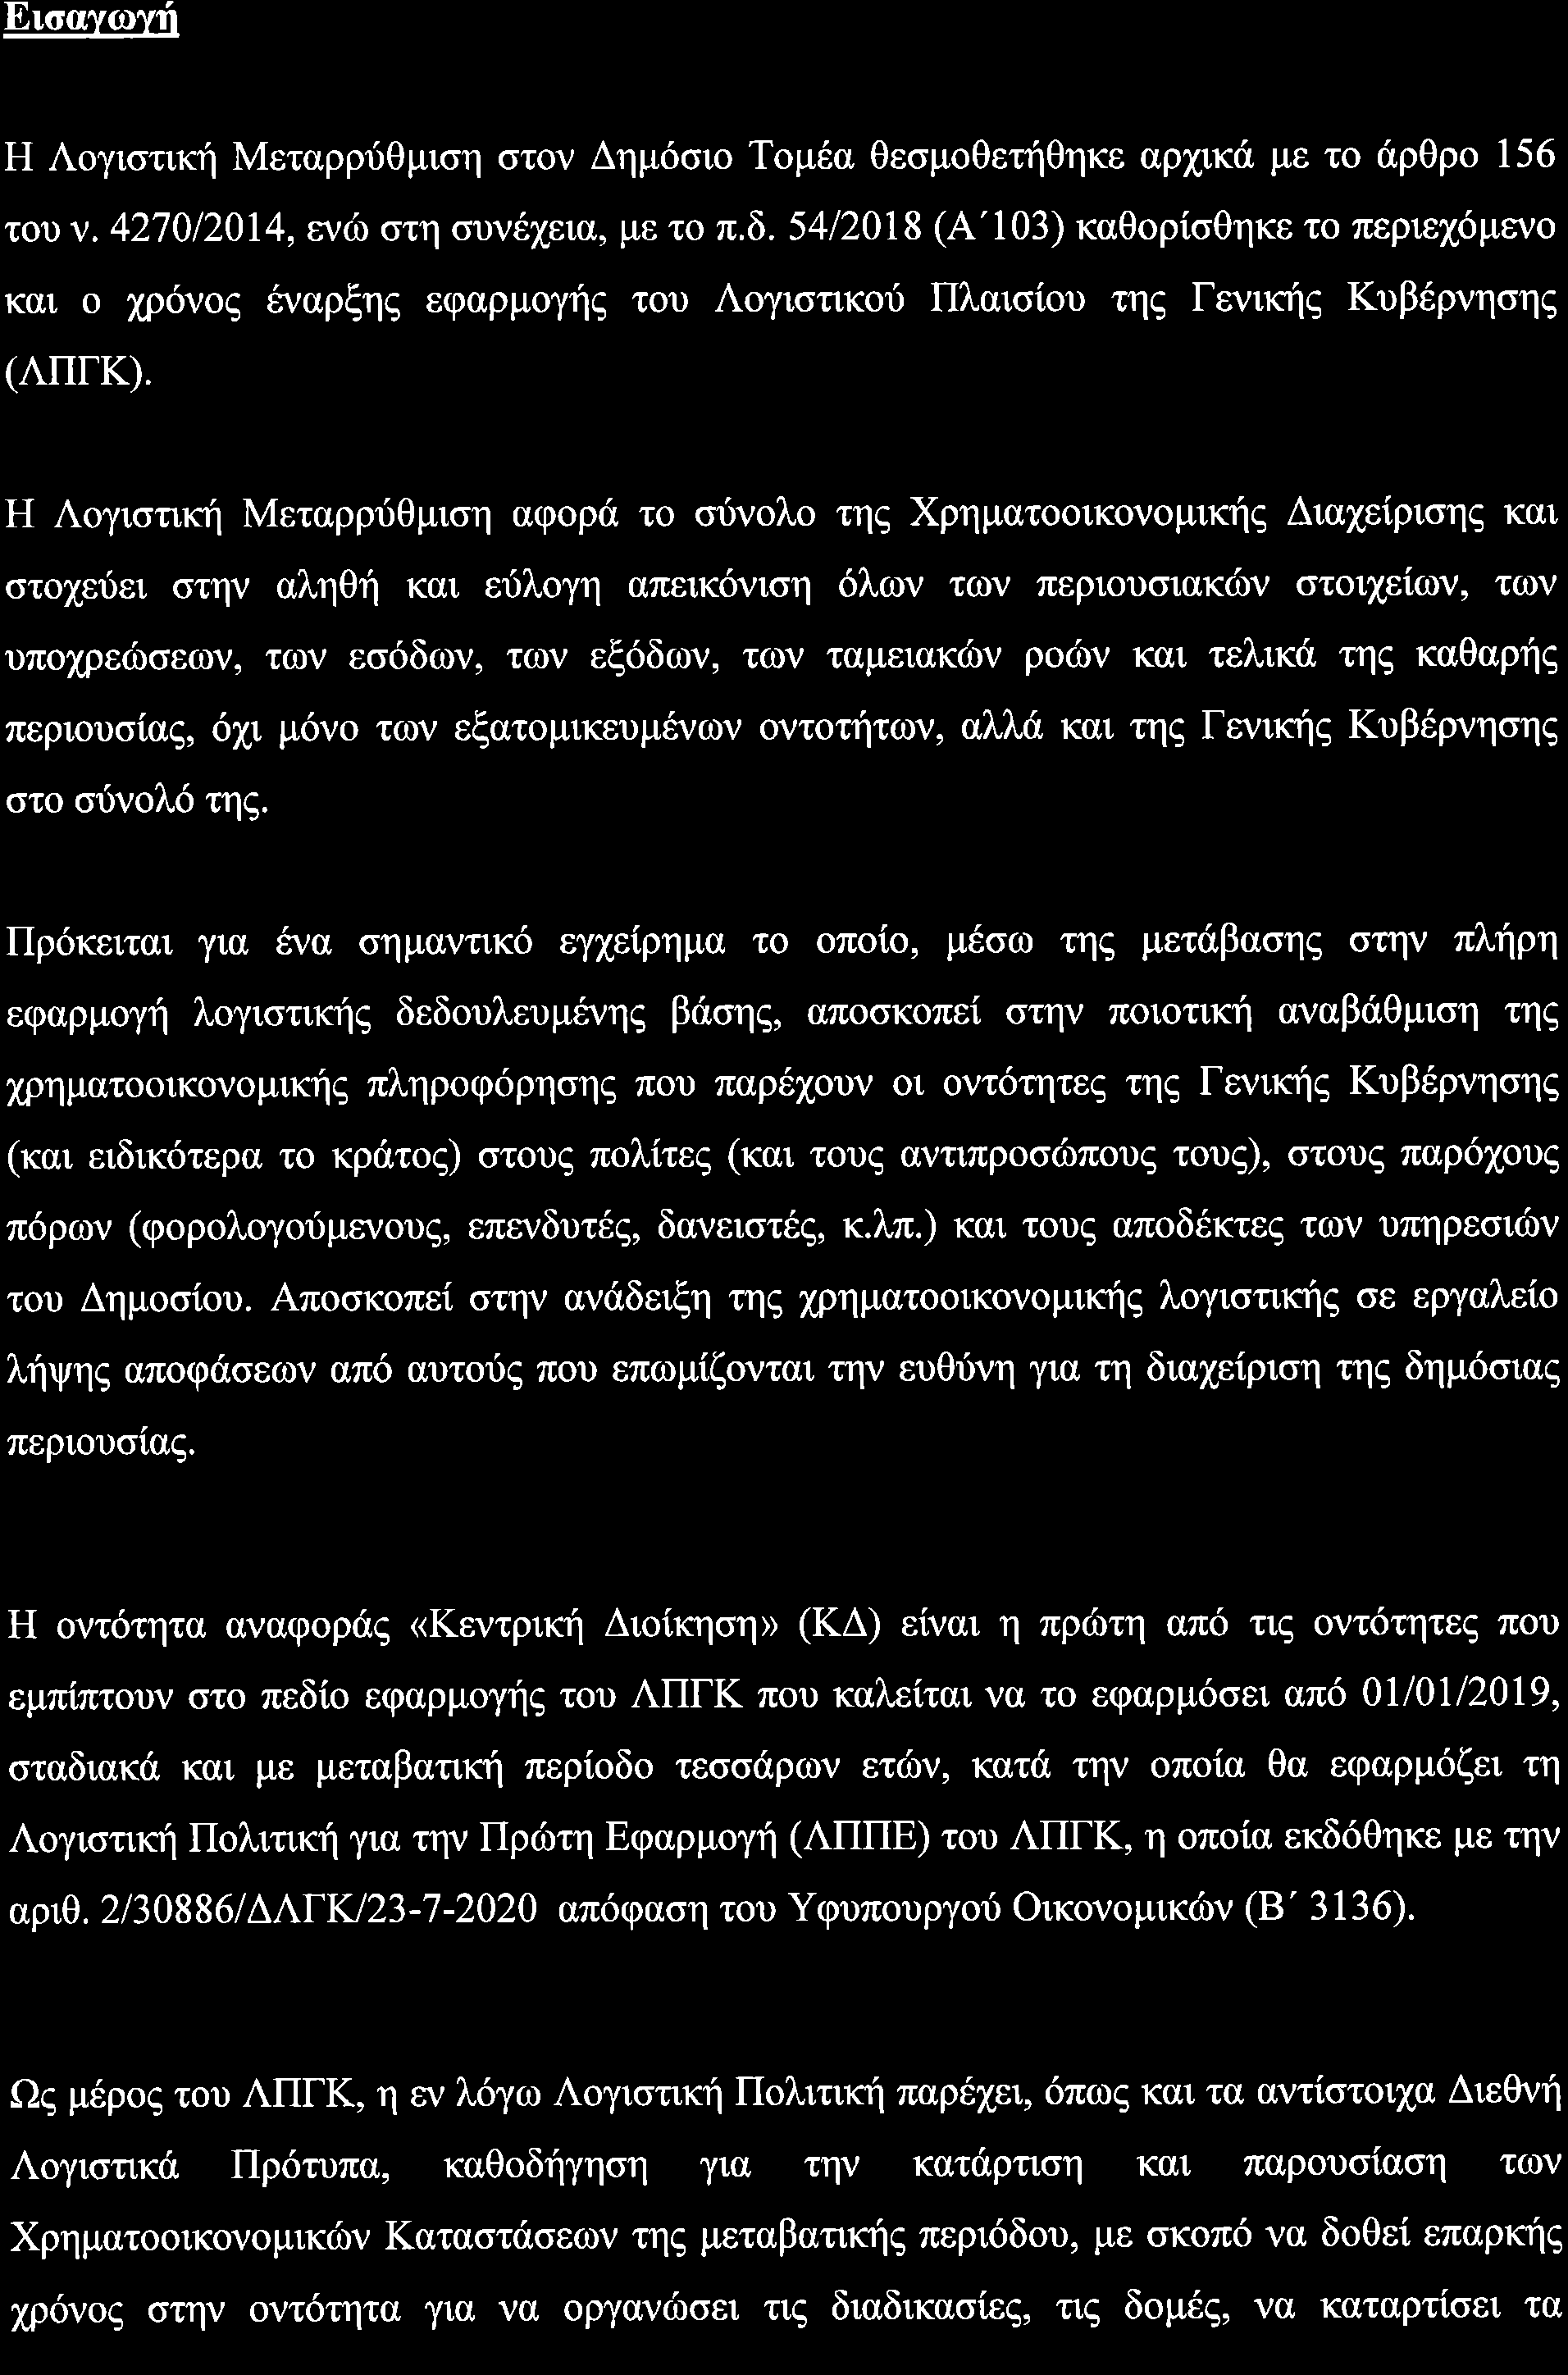 Εισαγωγή
Η Λογιστική Μεταρρύθμιση στον Δημόσιο Τομέα θεσμοθετήθηκε αρχικά με το άρθρο 156
του ν. 4270/2014, ενώ στη συνέχεια, με το π.δ. 54/2018 (Α΄103) καθορίσθηκε το περιεχόμενο
και ο χρόνος έναρξης εφαρμογής του Λογιστικού Πλαισίου της Γενικής Κυβέρνησης
(ΛΠΓΚ).
Η Λογιστική Μεταρρύθμιση αφορά το σύνολο της Χρηματοοικονομικής Διαχείρισης και
στοχεύει στην αληθή και εύλογη απεικόνιση όλων των περιουσιακών στοιχείων, των
υποχρεώσεων, των εσόδων, των εξόδων, των ταμειακών ροών και τελικά της καθαρής
περιουσίας, όχι μόνο των εξατομικευμένων οντοτήτων, αλλά και της Γενικής Κυβέρνησης
στο σύνολό της.
Πρόκειται για ένα σημαντικό εγχείρημα το οποίο, μέσω της μετάβασης στην πλήρη
εφαρμογή λογιστικής δεδουλευμένης βάσης, αποσκοπεί στην ποιοτική αναβάθμιση της
χρηματοοικονομικής πληροφόρησης που παρέχουν οι οντότητες της Γενικής Κυβέρνησης
(και ειδικότερα το κράτος) στους πολίτες (και τους αντιπροσώπους τους), στους παρόχους
πόρων (φορολογούμενους, επενδυτές, δανειστές, κ.λπ.) και τους αποδέκτες των υπηρεσιών
του Δημοσίου. Αποσκοπεί στην ανάδειξη της χρηματοοικονομικής λογιστικής σε εργαλείο
λήψης αποφάσεων από αυτούς που επωμίζονται την ευθύνη για τη διαχείριση της δημόσιας
περιουσίας.
Η οντότητα αναφοράς «Κεντρική Διοίκηση» (ΚΔ) είναι η πρώτη από τις οντότητες που
εμπίπτουν στο πεδίο εφαρμογής του ΛΠΓΚ που καλείται να το εφαρμόσει από 01/01/2019,
σταδιακά και με μεταβατική περίοδο τεσσάρων ετών, κατά την οποία θα εφαρμόζει τη
Λογιστική Πολιτική για την Πρώτη Εφαρμογή (ΛΠΠΕ) του ΛΠΓΚ, η οποία εκδόθηκε με την
αριθ. 2/30886/ΔΛΓΚ/23-7-2020 απόφαση του Υφυπουργού Οικονομικών (Β΄ 3136).
Ως μέρος του ΛΠΓΚ, η εν λόγω Λογιστική Πολιτική παρέχει, όπως και τα αντίστοιχα Διεθνή
Λογιστικά Πρότυπα, καθοδήγηση για την κατάρτιση και παρουσίαση των
Χρηματοοικονομικών Καταστάσεων της μεταβατικής περιόδου, με σκοπό να δοθεί επαρκής
χρόνος στην οντότητα για να οργανώσει τις διαδικασίες, τις δομές, να καταρτίσει τα